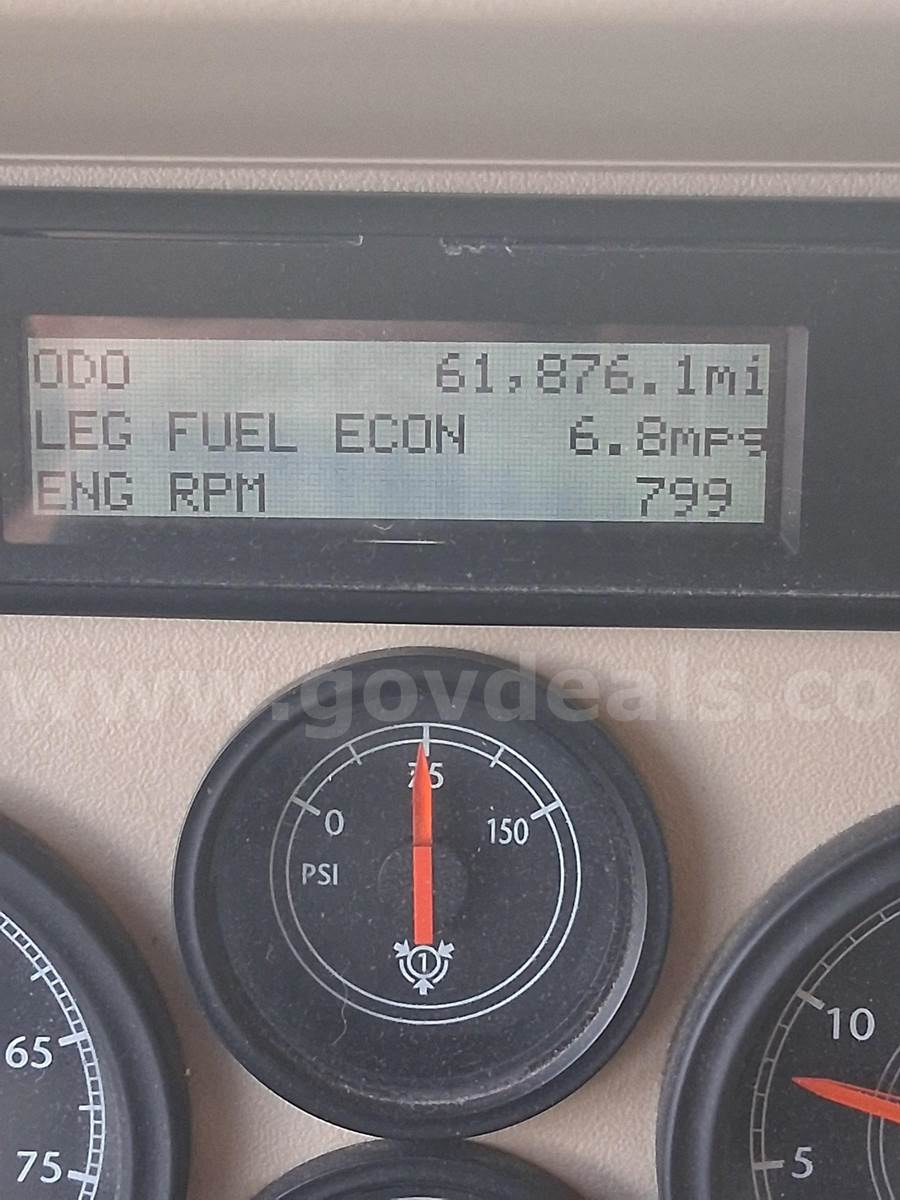 ODO 61,876.1mi
LEG FUEL ECON 6.8mpg
ENG RPM 799
www.govdeals.co
75
0 150
PSI
1
65
75
10
5